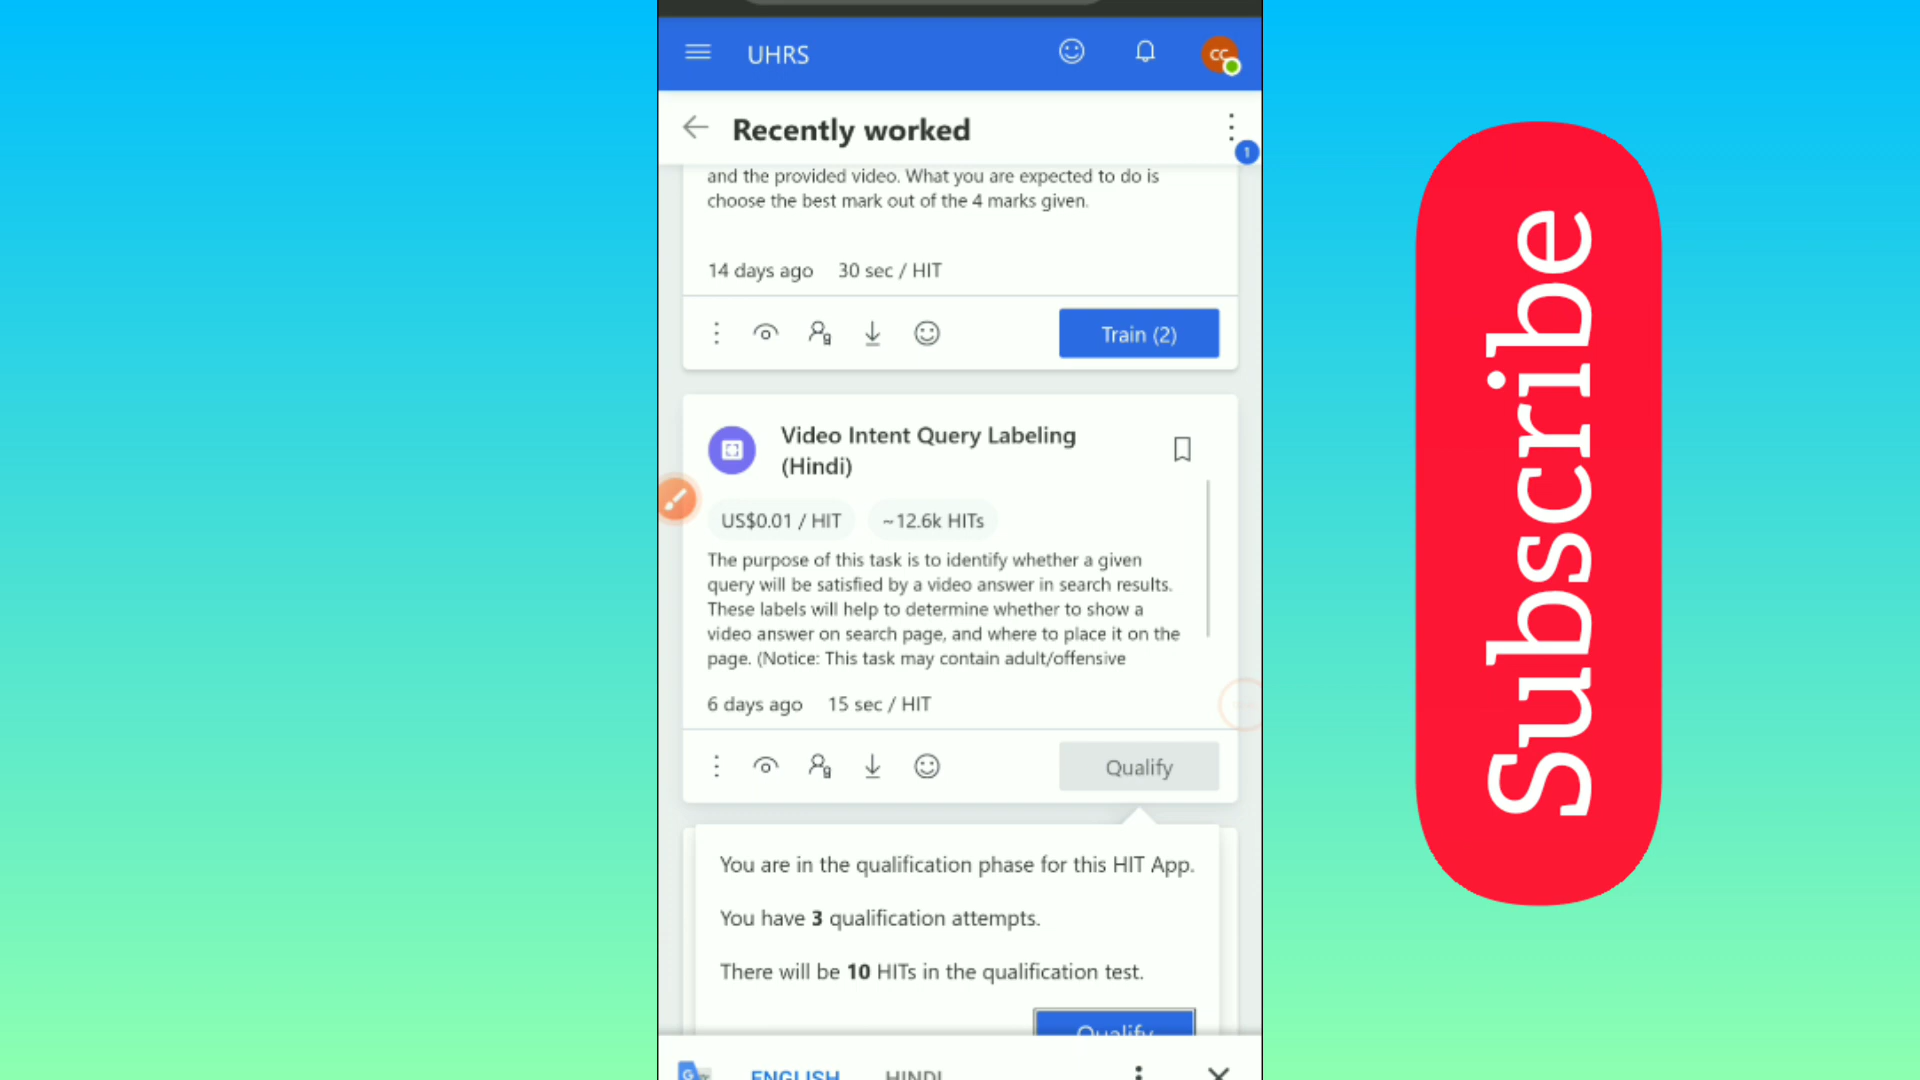 UHRS
CC
Recently worked
1
and the provided video. What you are expected to do is
choose the best mark out of the 4 marks given.
14 days ago 30 sec / HIT
Train (2)
Video Intent Query Labeling
(Hindi)
US$0.01 / HIT ~12.6k HITs
The purpose of this task is to identify whether a given
query will be satisfied by a video answer in search results.
These labels will help to determine whether to show a
video answer on search page, and where to place it on the
page. (Notice: This task may contain adult/offensive
6 days ago 15 sec / HIT
Qualify
You are in the qualification phase for this HIT App.
You have 3 qualification attempts.
There will be 10 HITs in the qualification test.
Qualify
G
ENGLISH HINDI
Subscribe